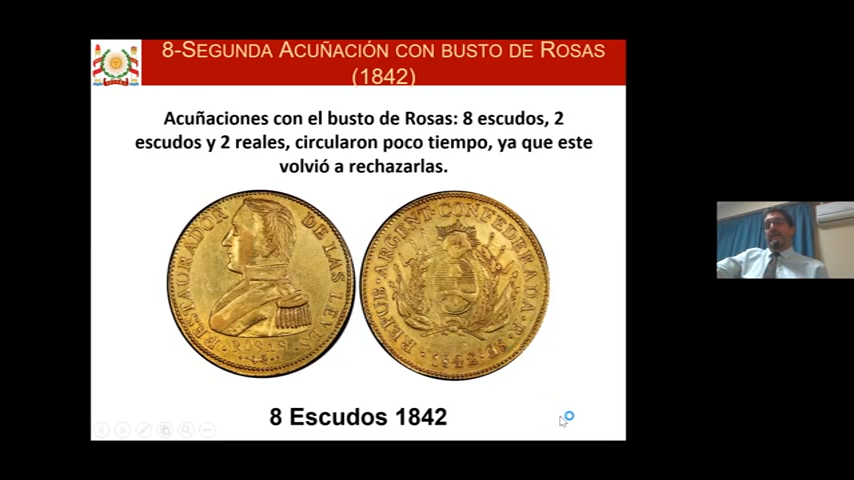 8-SEGUNDA ACUÑACIÓN CON BUSTO DE ROSAS
(1842)
Acuñaciones con el busto de Rosas: 8 escudos, 2
escudos y 2 reales, circularon poco tiempo, ya que este
volvió a rechazarlas.
RESTAURADOR DE LAS LEYES
ROSAS
REPUB. ARGENT. CONFEDERADA. R.
1842
8 Escudos 1842